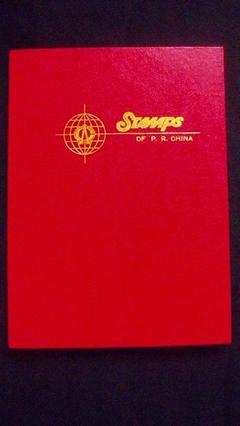 Stamps
OF P. R. CHINA